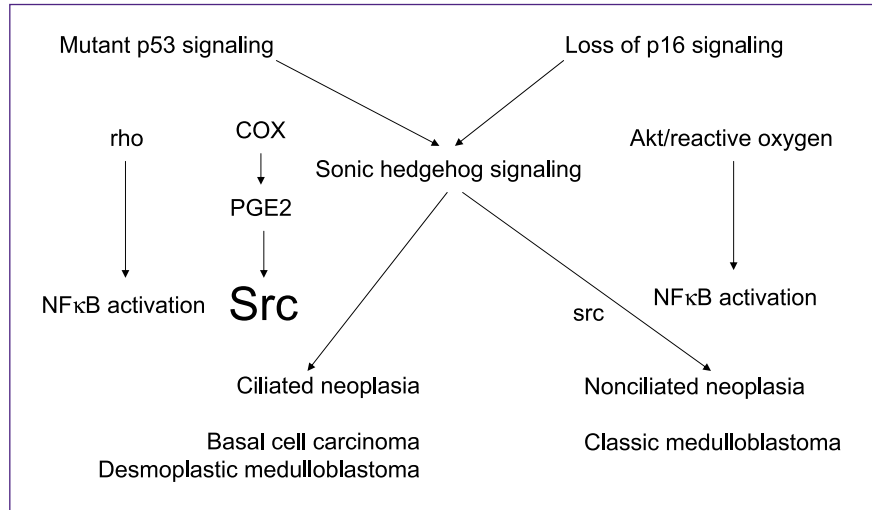 Mutant p53 signaling
Loss of p16 signaling
rho
COX
Akt/reactive oxygen
Sonic hedgehog signaling
PGE2
NFκB activation
Src
NFκB activation
src
Ciliated neoplasia
Nonciliated neoplasia
Basal cell carcinoma
Classic medulloblastoma
Desmoplastic medulloblastoma